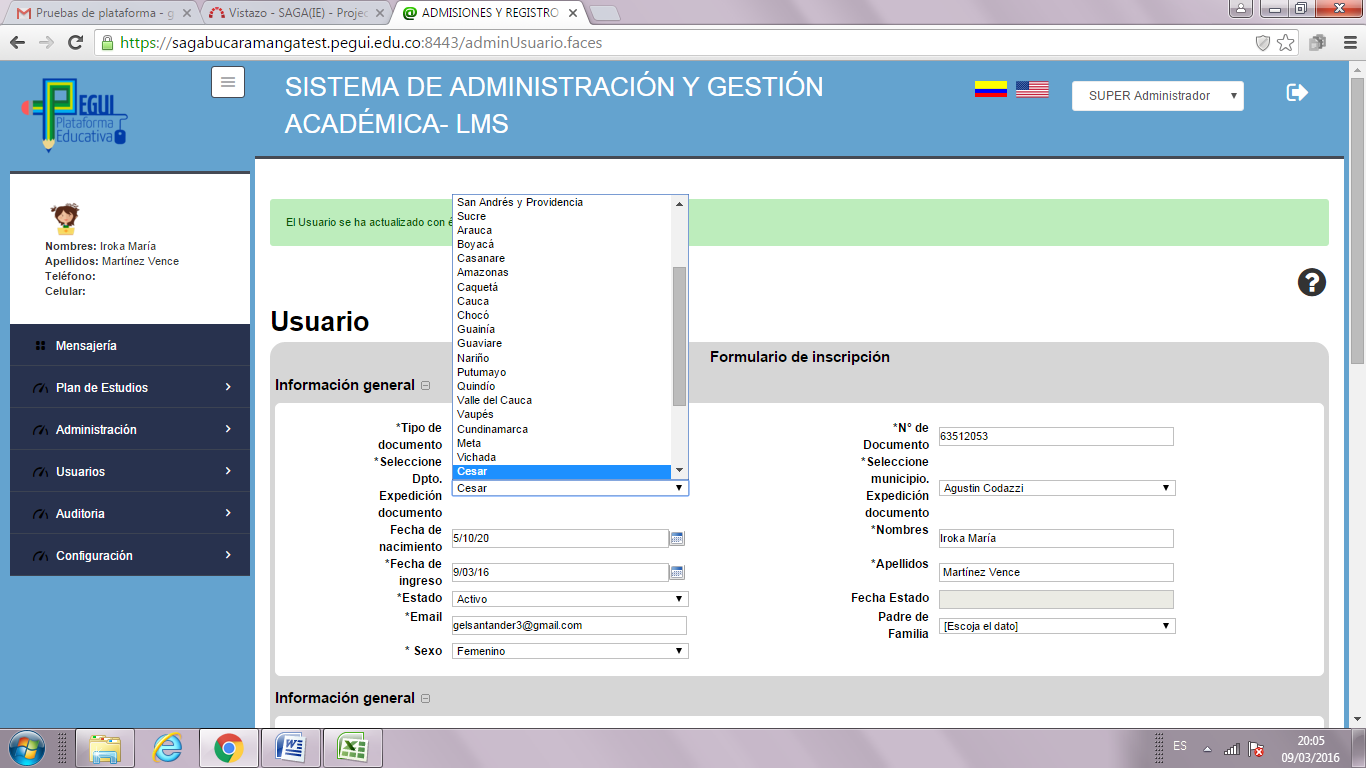 Pruebas de plataforma - g
Vistazo - SAGA(IE) - Projec
ADMISIONES Y REGISTRO
https://sagabucaramangatest.pegui.edu.co:8443/adminUsuario.faces
PEGUI
Plataforma
Educativa
SISTEMA DE ADMINISTRACIÓN Y GESTIÓN
ACADÉMICA- LMS
SUPER Administrador
Nombres: Iroka María
Apellidos: Martínez Vence
Teléfono:
Celular:
Mensajería
Plan de Estudios
Administración
Usuarios
Auditoria
Configuración
El Usuario se ha actualizado con é
San Andrés y Providencia
Sucre
Arauca
Boyacá
Casanare
Amazonas
Caquetá
Cauca
Chocó
Guainía
Guaviare
Nariño
Putumayo
Quindío
Valle del Cauca
Vaupés
Cundinamarca
Meta
Vichada
Cesar
Cesar
?
Usuario
Formulario de inscripción
Información general
*Tipo de
documento
*N° de
Documento
63512053
*Seleccione
Dpto.
Expedición
documento
*Seleccione
municipio.
Expedición
documento
Agustin Codazzi
Fecha de
nacimiento
5/10/20
*Nombres
Iroka María
*Fecha de
ingreso
9/03/16
*Apellidos
Martínez Vence
*Estado
Activo
Fecha Estado
*Email
gelsantander3@gmail.com
Padre de
Familia
[Escoja el dato]
* Sexo
Femenino
Información general
ES
20:05
09/03/2016